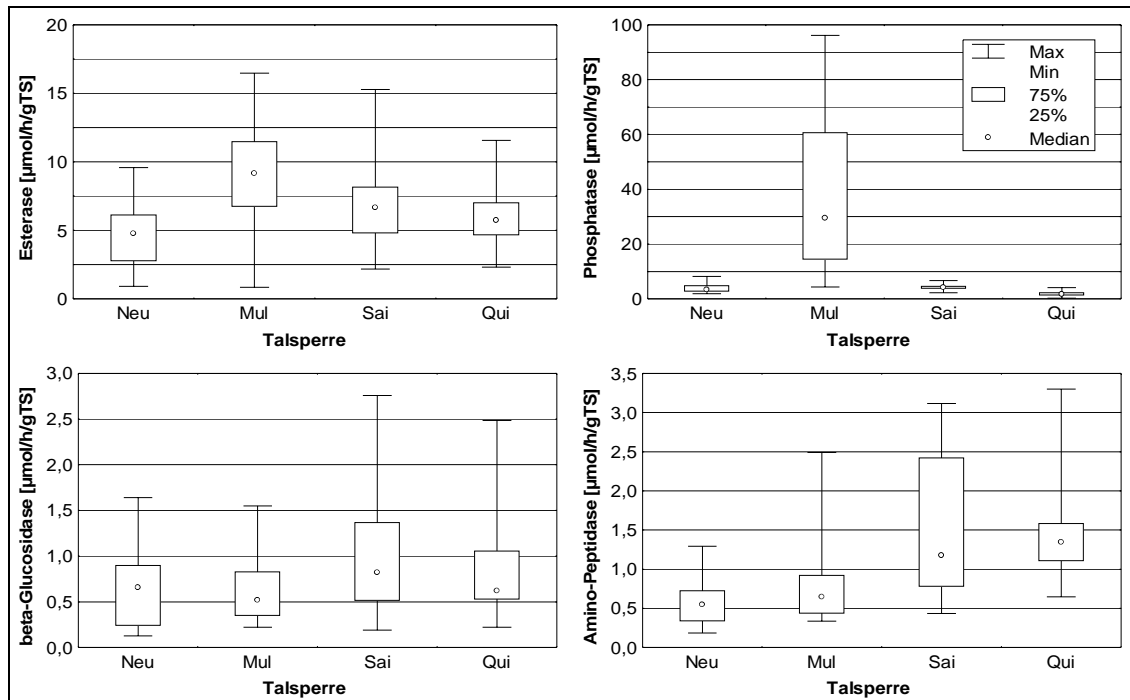 Esterase [µmol/h/gTS]
20
15
10
5
0
Neu Mul Sai Qui
Talsperre
Phosphatase [µmol/h/gTS]
100
80
60
40
20
0
Neu Mul Sai Qui
Talsperre
Max
Min
75%
25%
Median
beta-Glucosidase [µmol/h/gTS]
3,0
2,5
2,0
1,5
1,0
0,5
0,0
Neu Mul Sai Qui
Talsperre
Amino-Peptidase [µmol/h/gTS]
3,5
3,0
2,5
2,0
1,5
1,0
0,5
0,0
Neu Mul Sai Qui
Talsperre